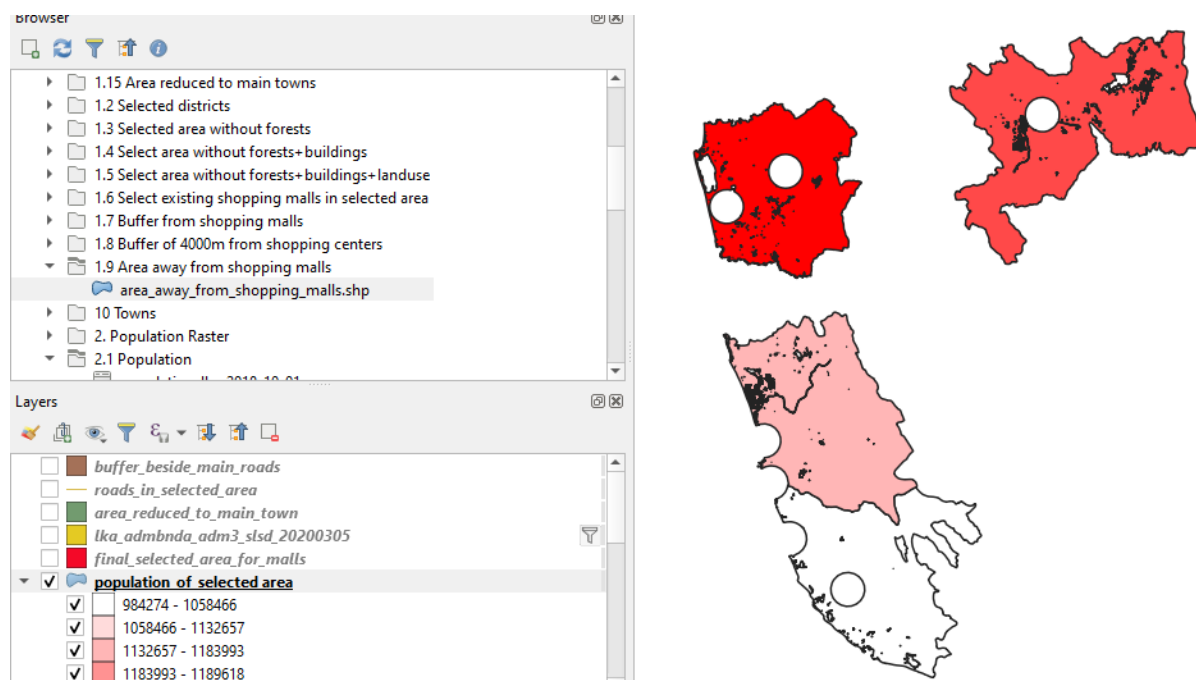 Browser
1.15 Area reduced to main towns
1.2 Selected districts
1.3 Selected area without forests
1.4 Select area without forests+buildings
1.5 Select area without forests+buildings+landuse
1.6 Select existing shopping malls in selected area
1.7 Buffer from shopping malls
1.8 Buffer of 4000m from shopping centers
1.9 Area away from shopping malls
area_away_from_shopping_malls.shp
10 Towns
2. Population Raster
2.1 Population
Layers
buffer_beside_main_roads
roads_in_selected_area
area_reduced_to_main_town
lka_admbnda_adm3_slsd_20200305
final_selected_area_for_malls
population_of_selected area
984274 - 1058466
1058466 - 1132657
1132657 - 1183993
1183993 - 1189618